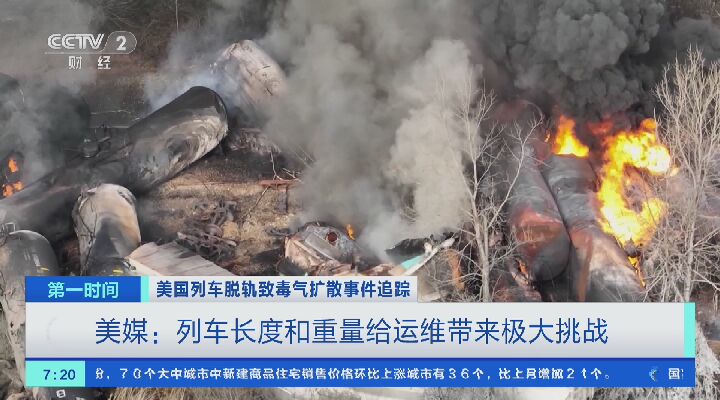 CCTV 2
财经
第一时间 美国列车脱轨致毒气扩散事件追踪
美媒：列车长度和重量给运维带来极大挑战
7:20 分，70个大中城市中新建商品住宅销售价格环比上涨城市有36个，比上月增加21个。 国